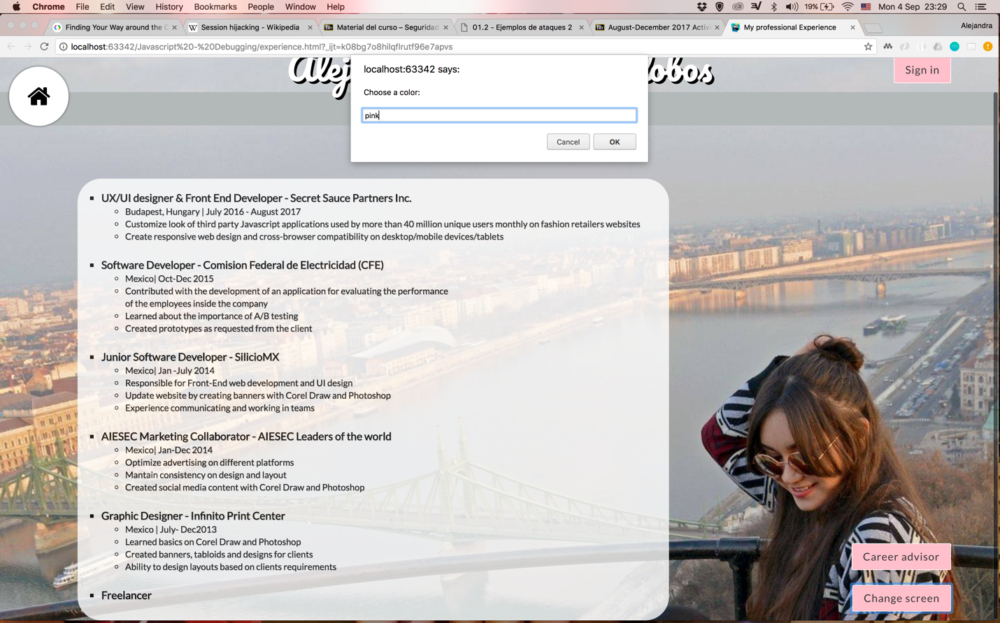 Chrome File Edit View History Bookmarks People Window Help 19% Mon 4 Sep 23:29
Finding Your Way around the C
Session hijacking - Wikipedia
Material del curso – Seguridad
01.2 - Ejemplos de ataques 2
August-December 2017 Activi
My professional Experience
Alejandra
localhost:63342/Javascript%20-%20Debugging/experience.html?_ijt=k08bg7o8hilqflrutf96e7apvs
localhost:63342 says:
Choose a color:
pink
Cancel OK
Sign in
UX/UI designer & Front End Developer - Secret Sauce Partners Inc.
Budapest, Hungary | July 2016 - August 2017
Customize look of third party Javascript applications used by more than 40 million unique users monthly on fashion retailers websites
Create responsive web design and cross-browser compatibility on desktop/mobile devices/tablets
Software Developer - Comision Federal de Electricidad (CFE)
Mexico| Oct-Dec 2015
Contributed with the development of an application for evaluating the performance
of the employees inside the company
Learned about the importance of A/B testing
Created prototypes as requested from the client
Junior Software Developer - SilicioMX
Mexico| Jan -July 2014
Responsible for Front-End web development and UI design
Update website by creating banners with Corel Draw and Photoshop
Experience communicating and working in teams
AIESEC Marketing Collaborator - AIESEC Leaders of the world
Mexico| Jan-Dec 2014
Optimize advertising on different platforms
Mantain consistency on design and layout
Created social media content with Corel Draw and Photoshop
Graphic Designer - Infinito Print Center
Mexico | July- Dec2013
Learned basics on Corel Draw and Photoshop
Created banners, tabloids and designs for clients
Ability to design layouts based on clients requirements
Freelancer
Career advisor
Change screen